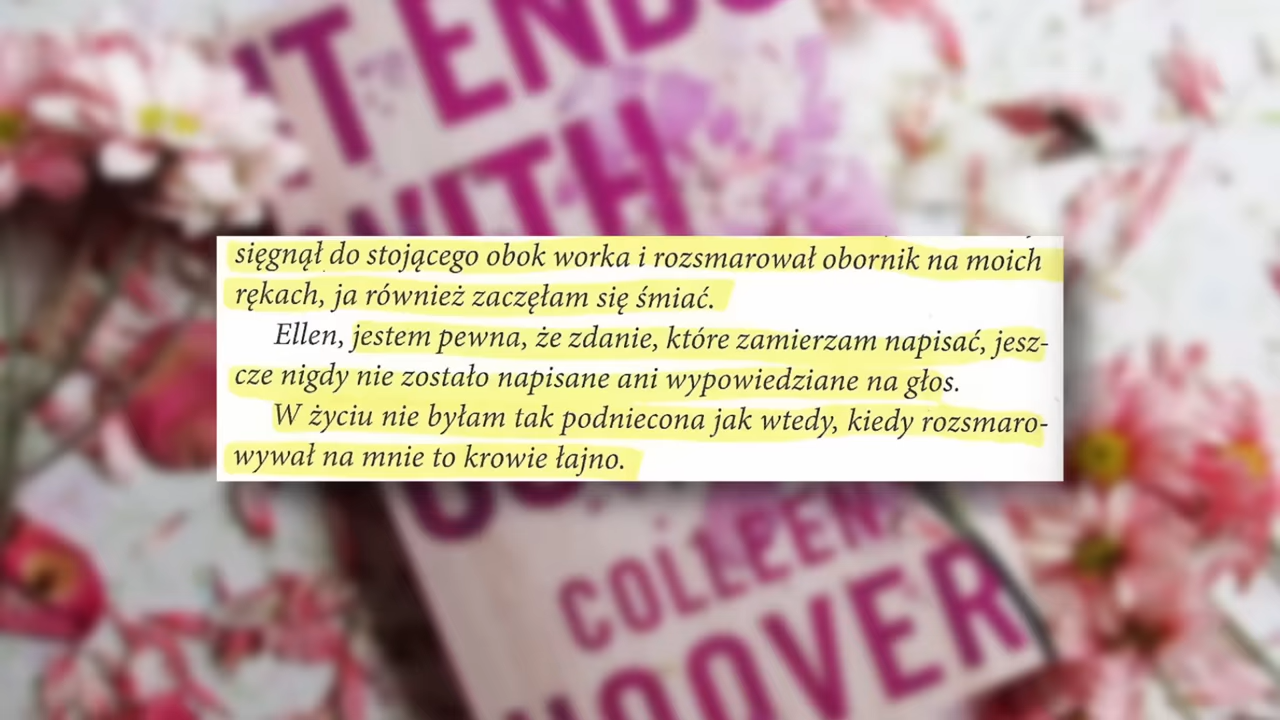 IT ENDS
WITH
sięgnął do stojącego obok worka i rozsmarował obornik na moich
rękach, ja również zaczęłam się śmiać.
Ellen, jestem pewna, że zdanie, które zamierzam napisać, jesz-
cze nigdy nie zostało napisane ani wypowiedziane na głos.
W życiu nie byłam tak podniecona jak wtedy, kiedy rozsmaro-
wywał na mnie to krowie łajno.
COLLEEN
HOOVER